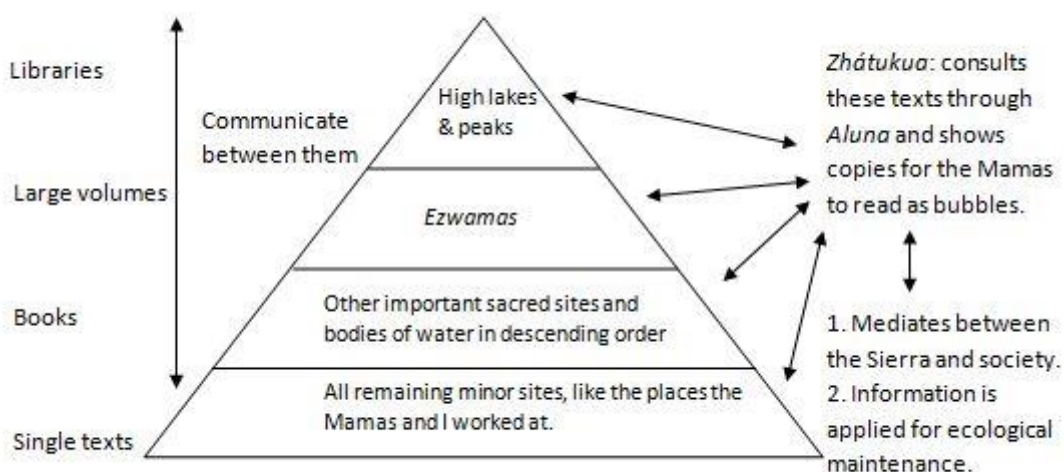 Libraries
Communicate
between them
Large volumes
Books
Single texts
High lakes
& peaks
Ezwamas
Other important sacred sites and
bodies of water in descending order
All remaining minor sites, like the places the
Mamas and I worked at.
Zhátukua: consults
these texts through
Aluna and shows
copies for the Mamas
to read as bubbles.
1. Mediates between
the Sierra and society.
2. Information is
applied for ecological
maintenance.